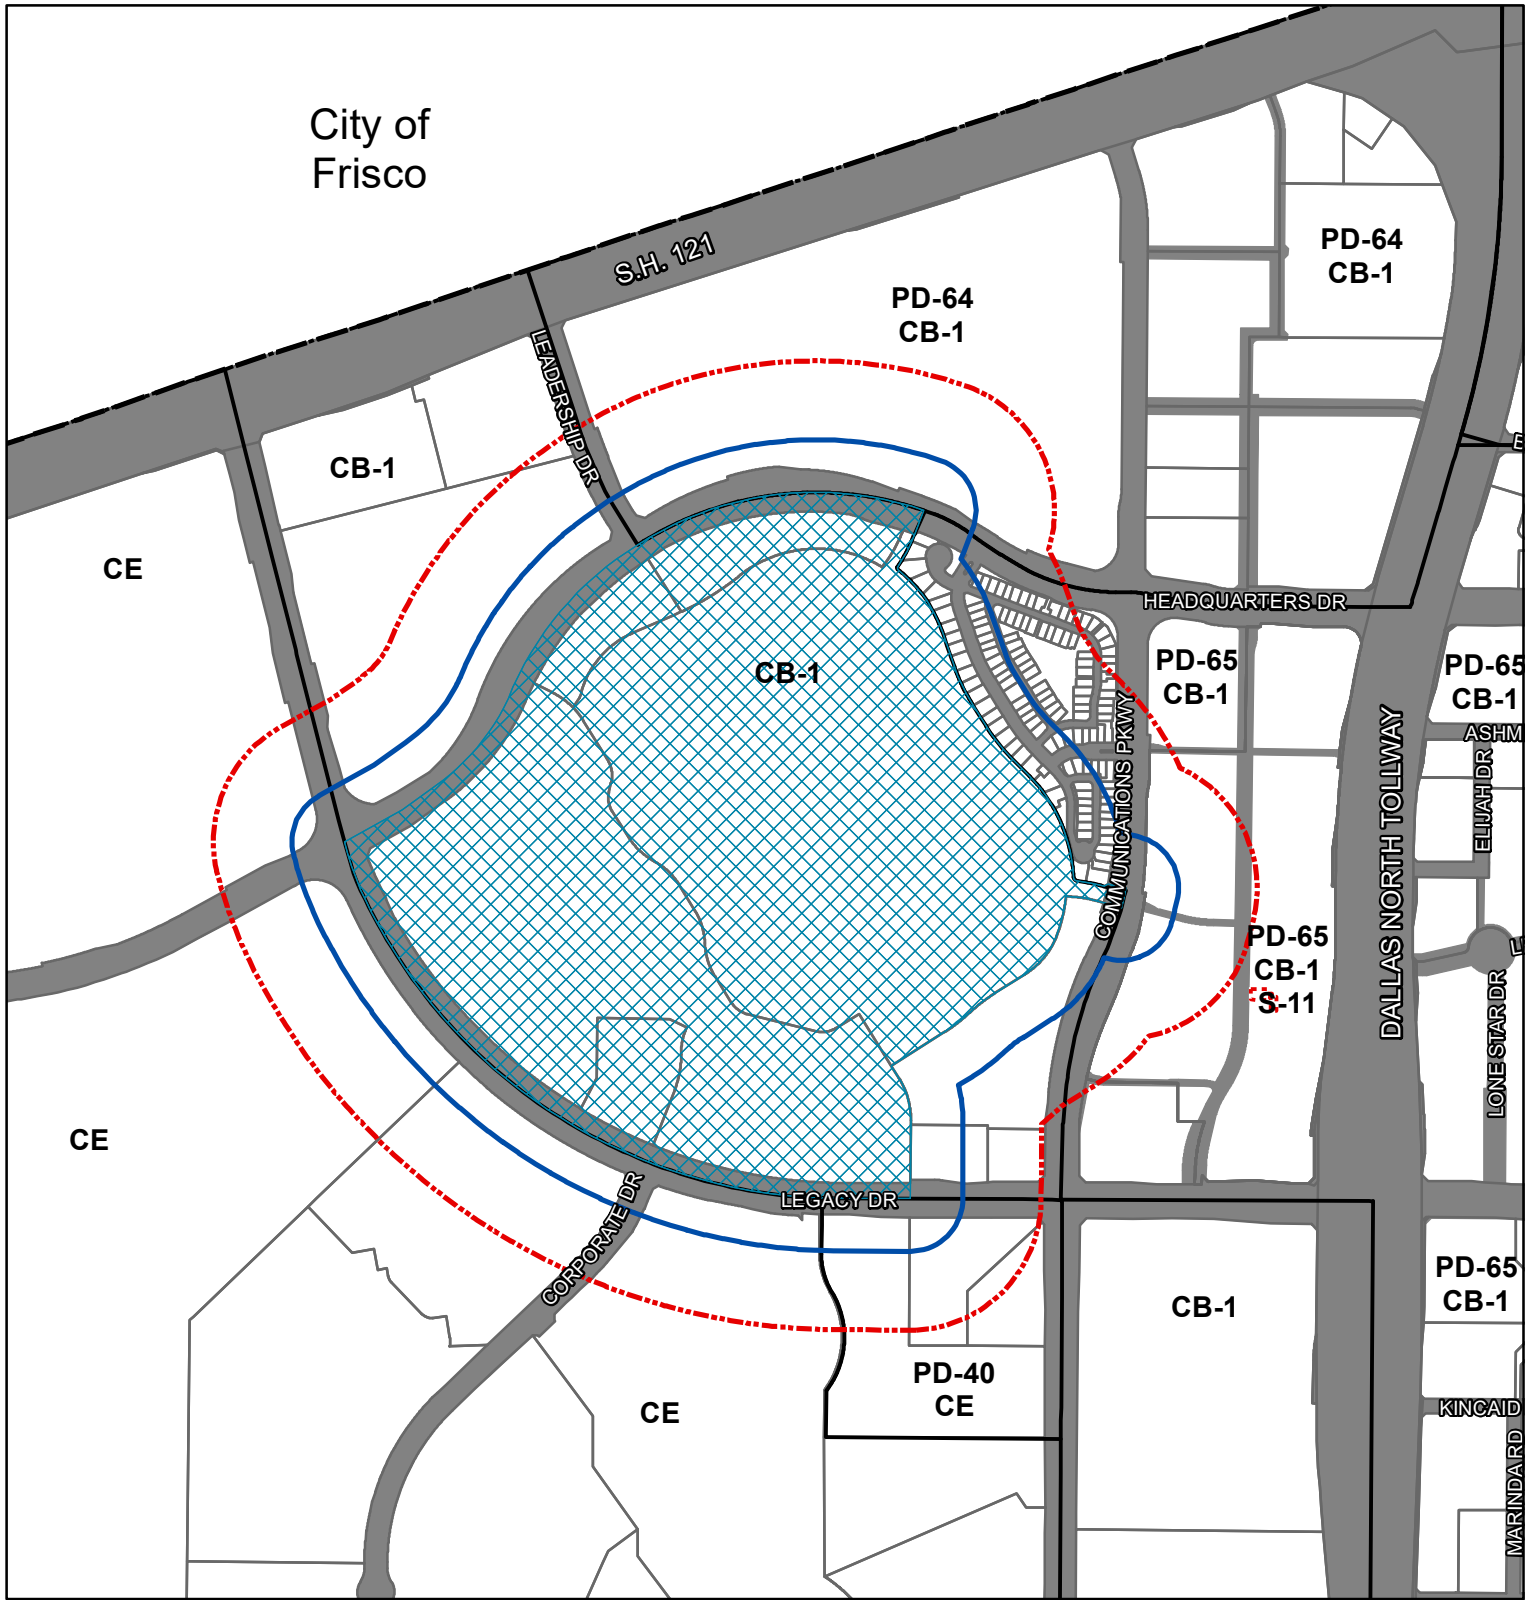 City of
Frisco
S.H. 121
PD-64
CB-1
PD-64
CB-1
LEADERSHIP DR
CB-1
CE
HEADQUARTERS DR
CB-1
PD-65
CB-1
PD-65
CB-1
COMMUNICATIONS PKWY
DALLAS NORTH TOLLWAY
ASHM
ELIJAH DR
PD-65
CB-1
S-11
LONE STAR DR
CE
LEGACY DR
CORPORATE DR
CB-1
PD-65
CB-1
PD-40
CE
CE
KINCAID
MARINDA RD